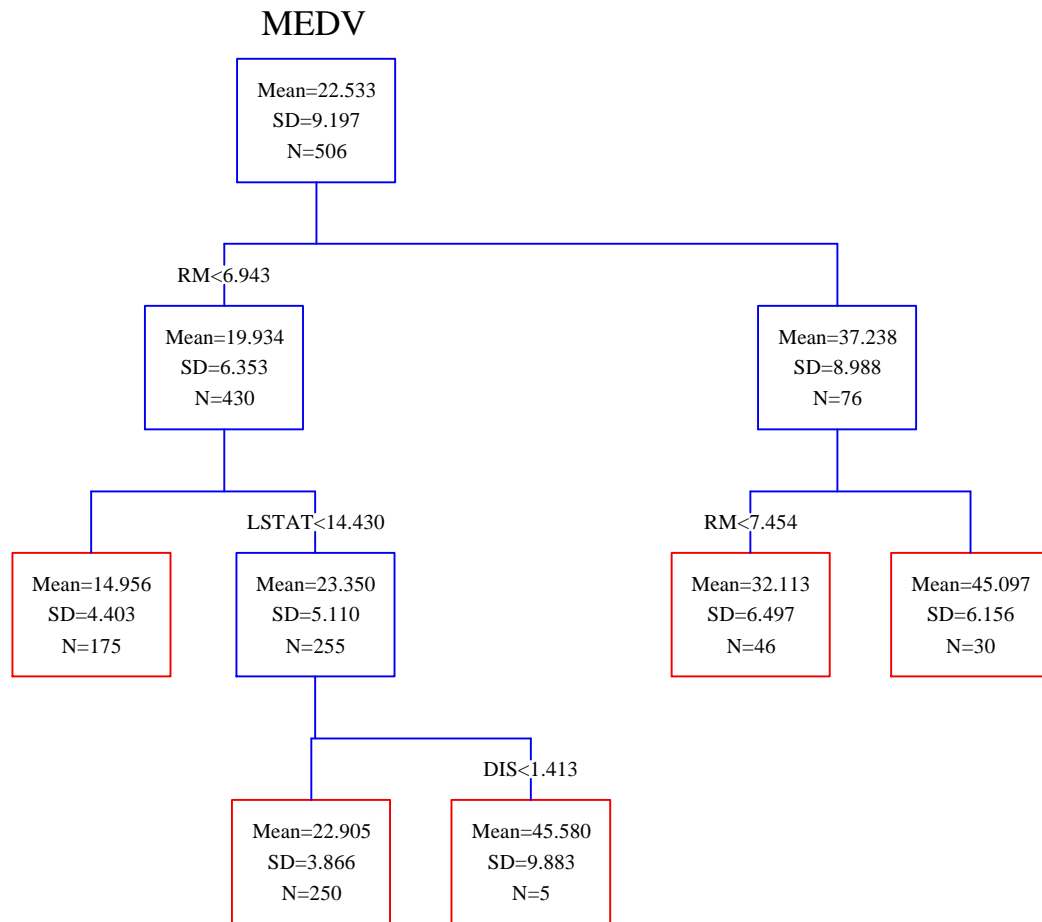 MEDV
Mean=22.533
SD=9.197
N=506
RM<6.943
Mean=19.934
SD=6.353
N=430
Mean=37.238
SD=8.988
N=76
LSTAT<14.430
RM<7.454
Mean=14.956
SD=4.403
N=175
Mean=23.350
SD=5.110
N=255
Mean=32.113
SD=6.497
N=46
Mean=45.097
SD=6.156
N=30
DIS<1.413
Mean=22.905
SD=3.866
N=250
Mean=45.580
SD=9.883
N=5